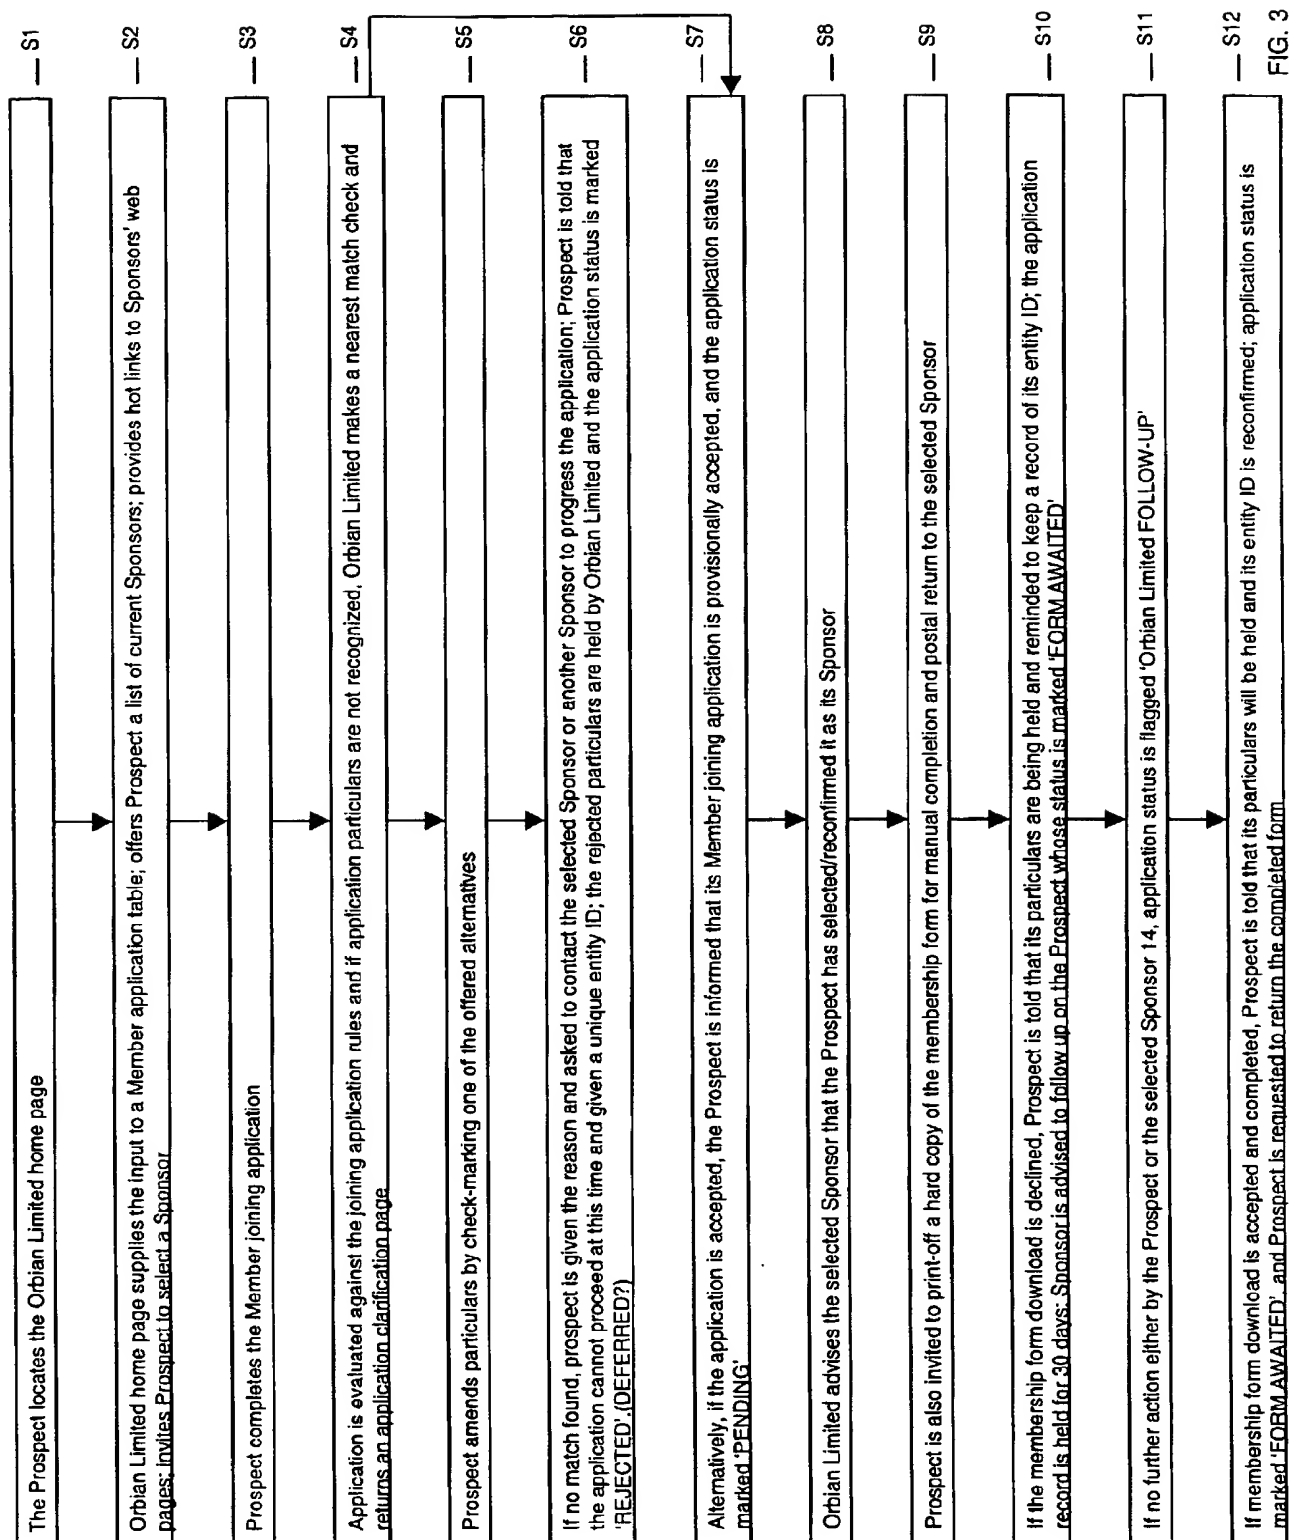 The Prospect locates the Orbian Limited home page
S1
Orbian Limited home page supplies the input to a Member application table; offers Prospect a list of current Sponsors; provides hot links to Sponsors' web
pages; invites Prospect to select a Sponsor
S2
Prospect completes the Member joining application
S3
Application is evaluated against the joining application rules and if application particulars are not recognized, Orbian Limited makes a nearest match check and
returns an application clarification page
S4
Prospect amends particulars by check-marking one of the offered alternatives
S5
If no match found, prospect is given the reason and asked to contact the selected Sponsor or another Sponsor to progress the application; Prospect is told that
the application cannot proceed at this time and given a unique entity ID; the rejected particulars are held by Orbian Limited and the application status is marked
'REJECTED'.(DEFERRED?)
S6
Alternatively, if the application is accepted, the Prospect is informed that its Member joining application is provisionally accepted, and the application status is
marked 'PENDING'
S7
Orbian Limited advises the selected Sponsor that the Prospect has selected/reconfirmed it as its Sponsor
S8
Prospect is also invited to print-off a hard copy of the membership form for manual completion and postal return to the selected Sponsor
S9
If the membership form download is declined, Prospect is told that its particulars are being held and reminded to keep a record of its entity ID; the application
record is held for 30 days; Sponsor is advised to follow up on the Prospect whose status is marked 'FORM AWAITED'
S10
If no further action either by the Prospect or the selected Sponsor 14, application status is flagged 'Orbian Limited FOLLOW-UP'
S11
If membership form download is accepted and completed, Prospect is told that its particulars will be held and its entity ID is reconfirmed; application status is
marked 'FORM AWAITED', and Prospect is requested to return the completed form
S12
FIG. 3